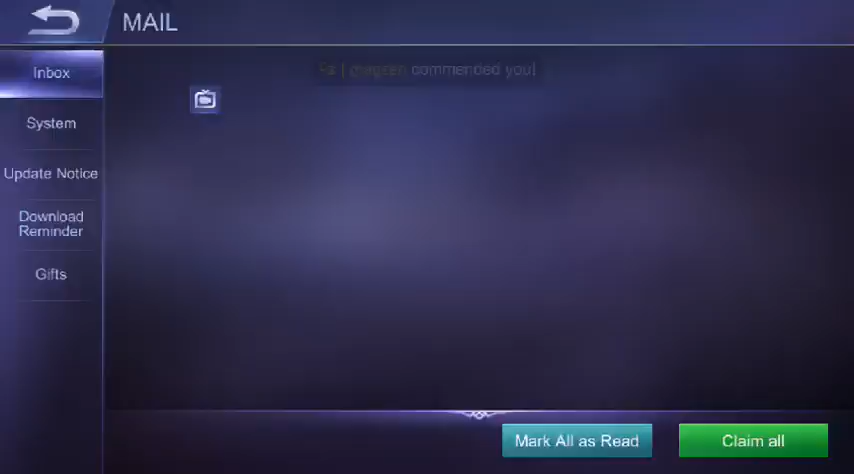 MAIL
commended you!
Inbox
System
Update Notice
Download
Reminder
Gifts
Mark All as Read
Claim all